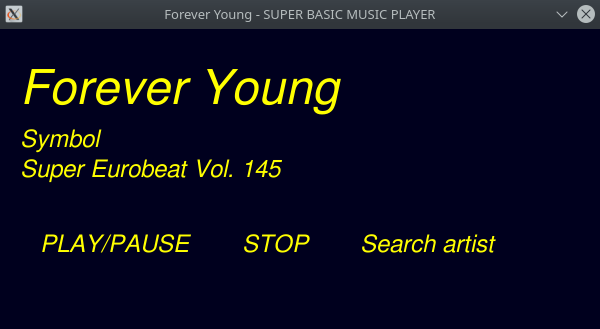 Forever Young - SUPER BASIC MUSIC PLAYER
Forever Young
Symbol
Super Eurobeat Vol. 145
PLAY/PAUSE STOP Search artist